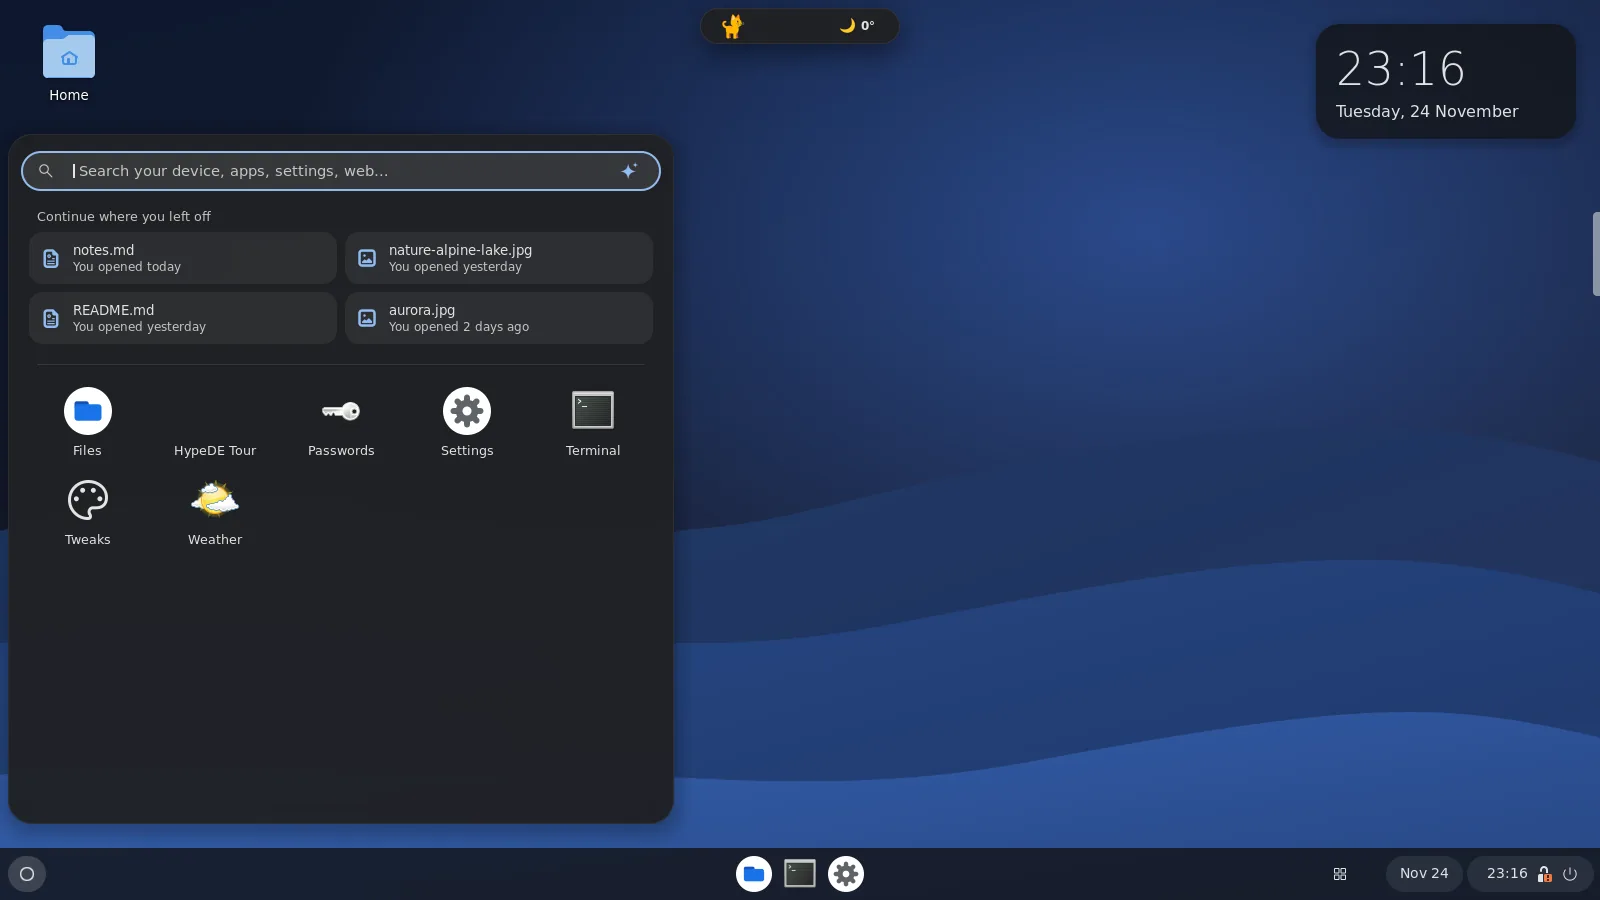 Home
0°
23:16
Tuesday, 24 November
Search your device, apps, settings, web...
Continue where you left off
notes.md
You opened today
nature-alpine-lake.jpg
You opened yesterday
README.md
You opened yesterday
aurora.jpg
You opened 2 days ago
Files
HypeDE Tour
Passwords
Settings
Terminal
Tweaks
Weather
Nov 24
23:16